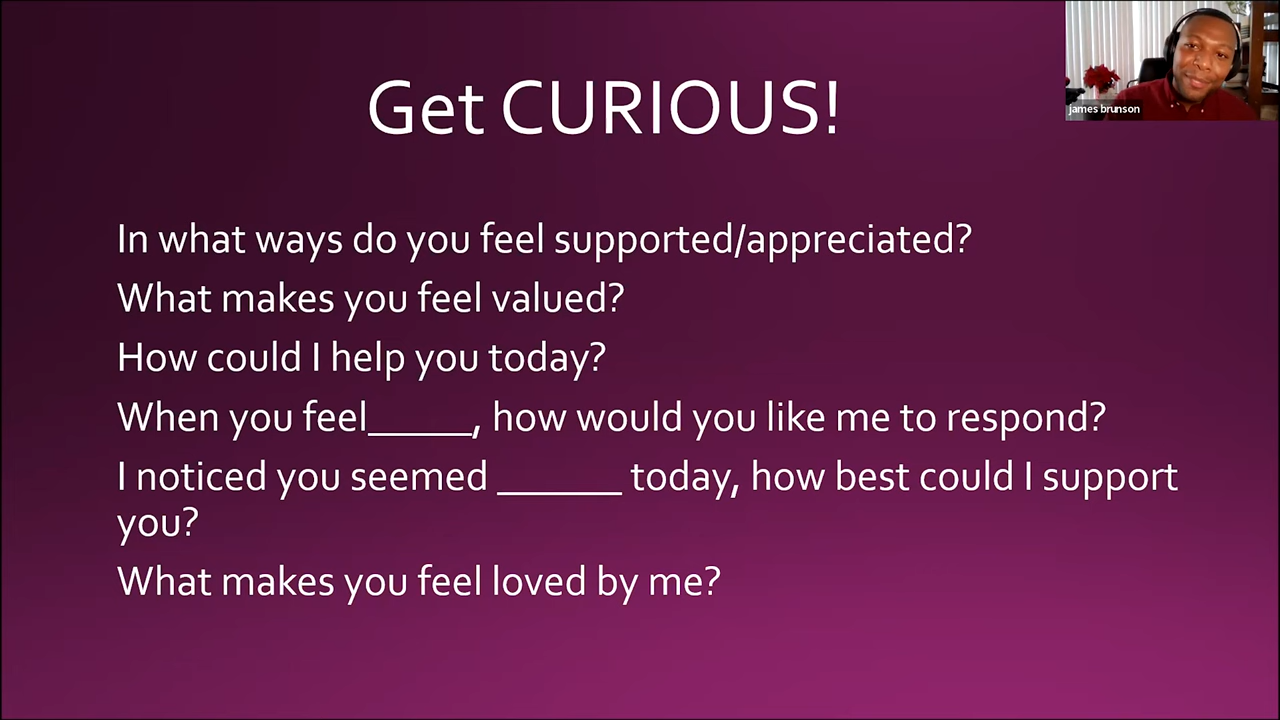 Get CURIOUS!
james brunson
In what ways do you feel supported/appreciated?
What makes you feel valued?
How could I help you today?
When you feel_____, how would you like me to respond?
I noticed you seemed ______ today, how best could I support
you?
What makes you feel loved by me?